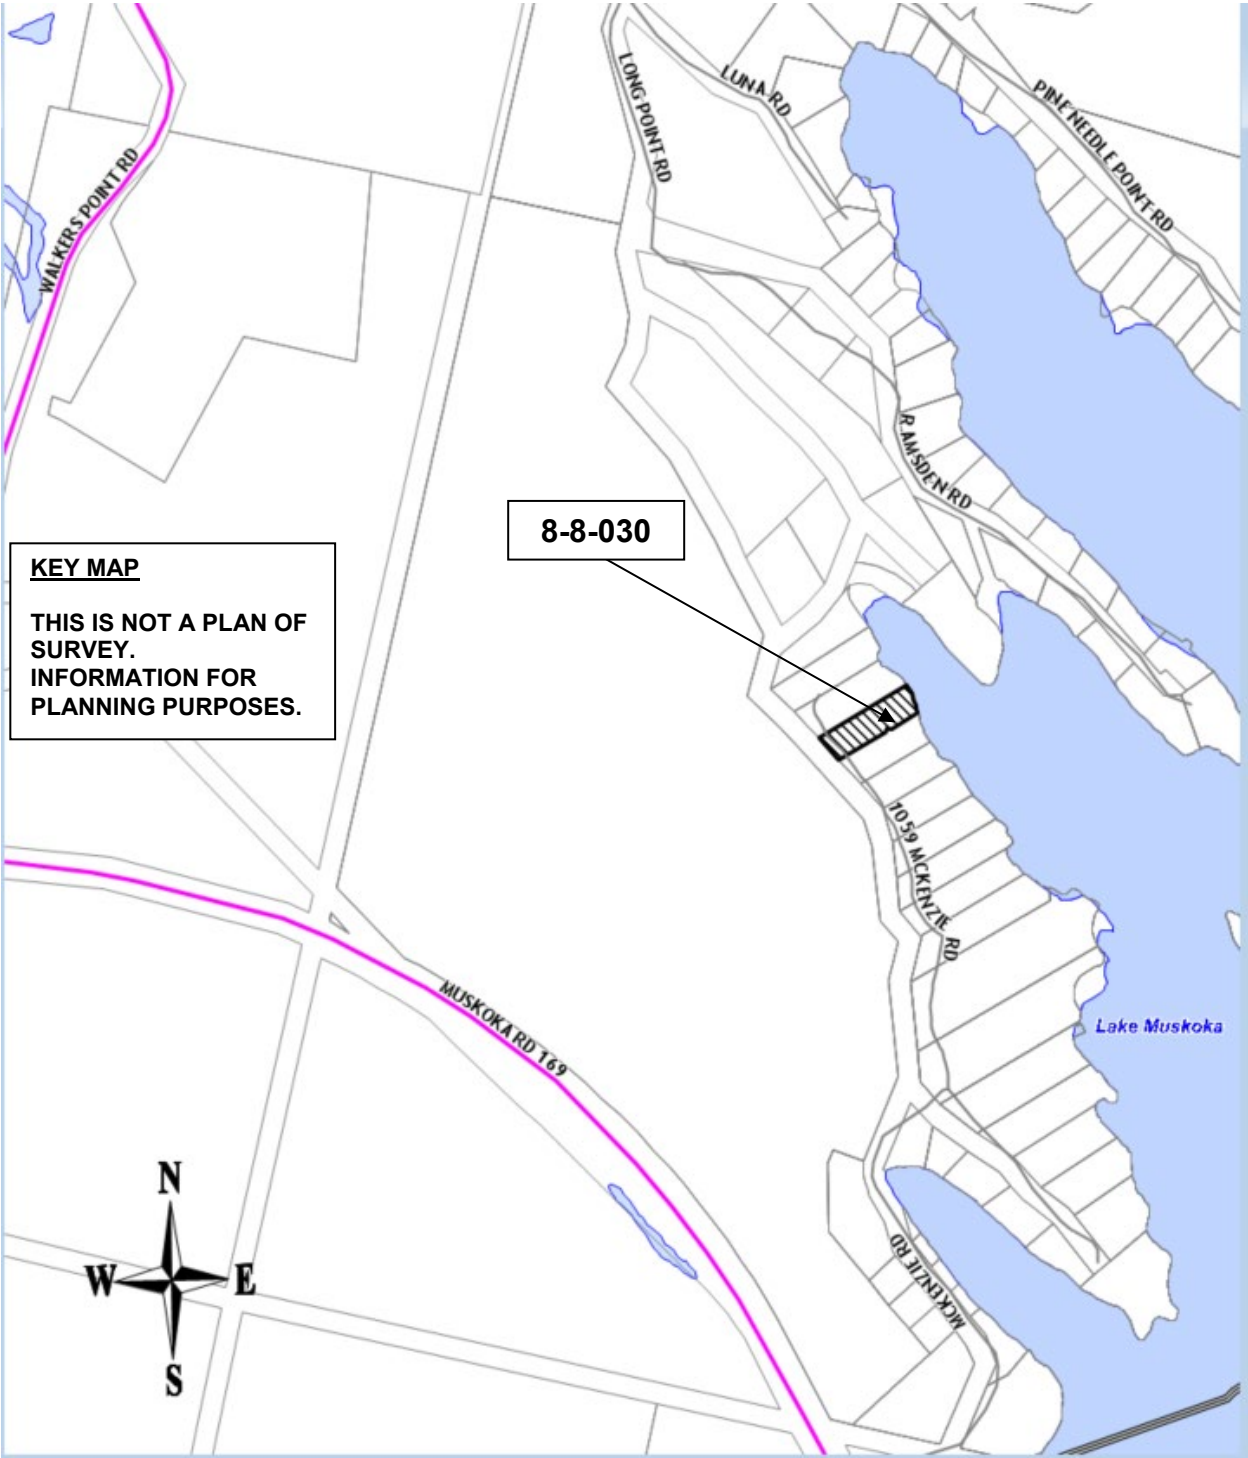 LONG POINT RD
LUNA RD
PINE NEEDLE POINT RD
WALKERS POINT RD
RAMSDEN RD
8-8-030
KEY MAP
THIS IS NOT A PLAN OF
SURVEY.
INFORMATION FOR
PLANNING PURPOSES.
1059 MCKENZIE RD
MUSKOKA RD 169
Lake Muskoka
N
W
E
S
MCKENZIE RD